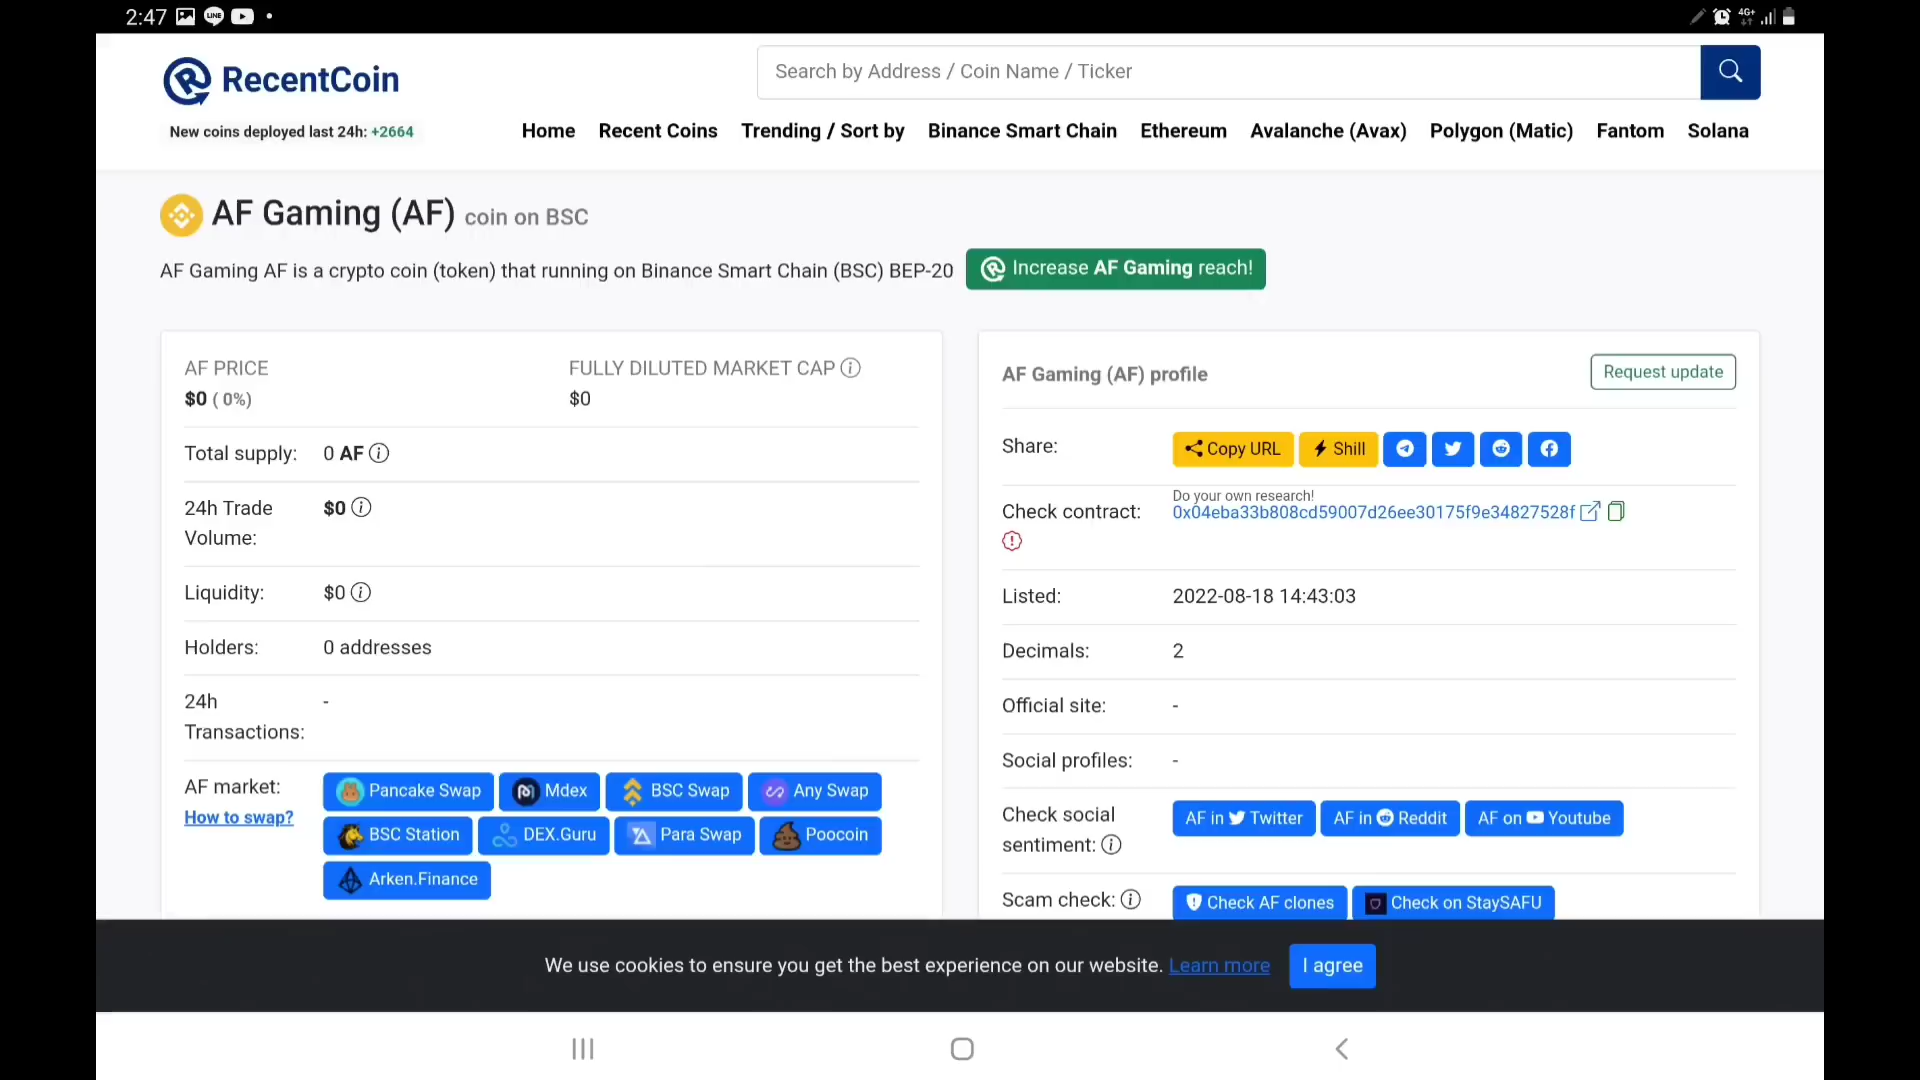 2:47
LINE
4G+
RecentCoin
Search by Address / Coin Name / Ticker
New coins deployed last 24h: +2664
Home Recent Coins Trending / Sort by Binance Smart Chain Ethereum Avalanche (Avax) Polygon (Matic) Fantom Solana
AF Gaming (AF) coin on BSC
AF Gaming AF is a crypto coin (token) that running on Binance Smart Chain (BSC) BEP-20
Increase AF Gaming reach!
AF PRICE
$0 ( 0%)
FULLY DILUTED MARKET CAP
$0
Total supply: 0 AF
24h Trade Volume: $0
Liquidity: $0
Holders: 0 addresses
24h Transactions: -
AF market:
How to swap?
Pancake Swap Mdex BSC Swap Any Swap
BSC Station DEX.Guru Para Swap Poocoin
Arken.Finance
AF Gaming (AF) profile
Request update
Share: Copy URL Shill
Do your own research!
Check contract: 0x04eba33b808cd59007d26ee30175f9e34827528f
Listed: 2022-08-18 14:43:03
Decimals: 2
Official site: -
Social profiles: -
Check social sentiment: AF in Twitter AF in Reddit AF on Youtube
Scam check: Check AF clones Check on StaySAFU
We use cookies to ensure you get the best experience on our website. Learn more I agree